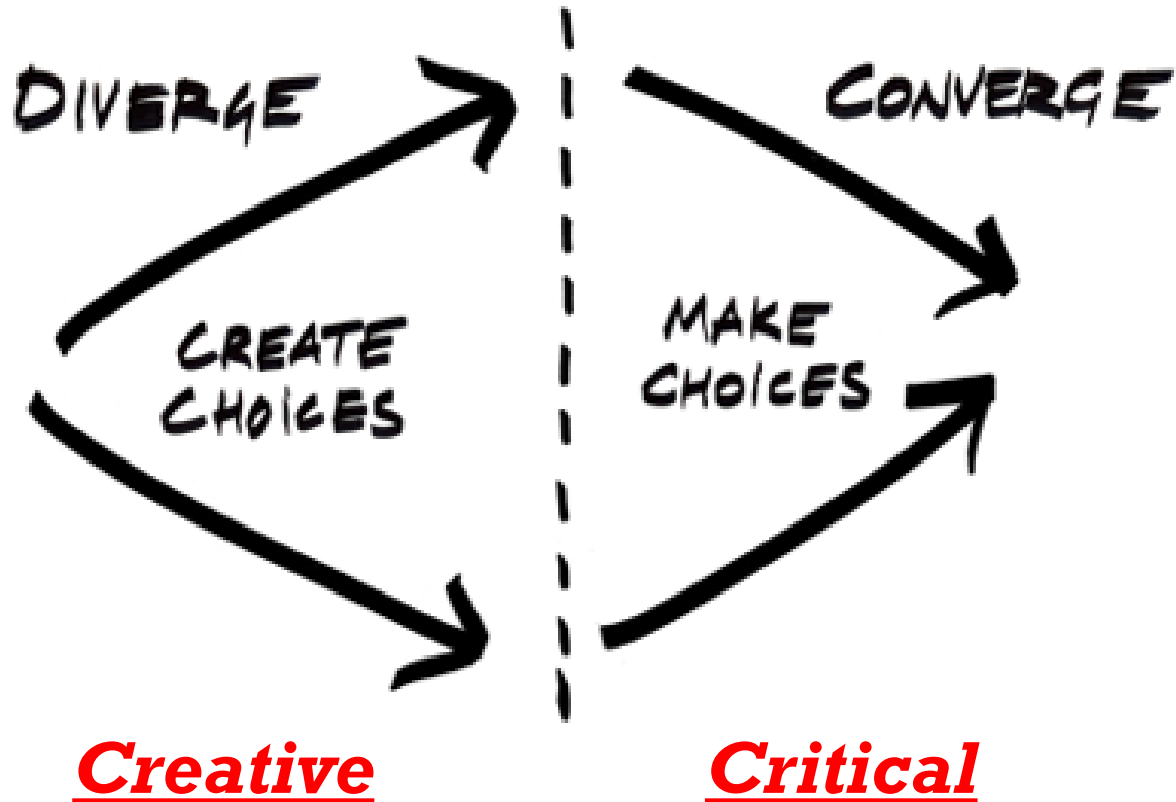 DIVERGE
CONVERGE
CREATE
CHOICES
MAKE
CHOICES
Creative
Critical